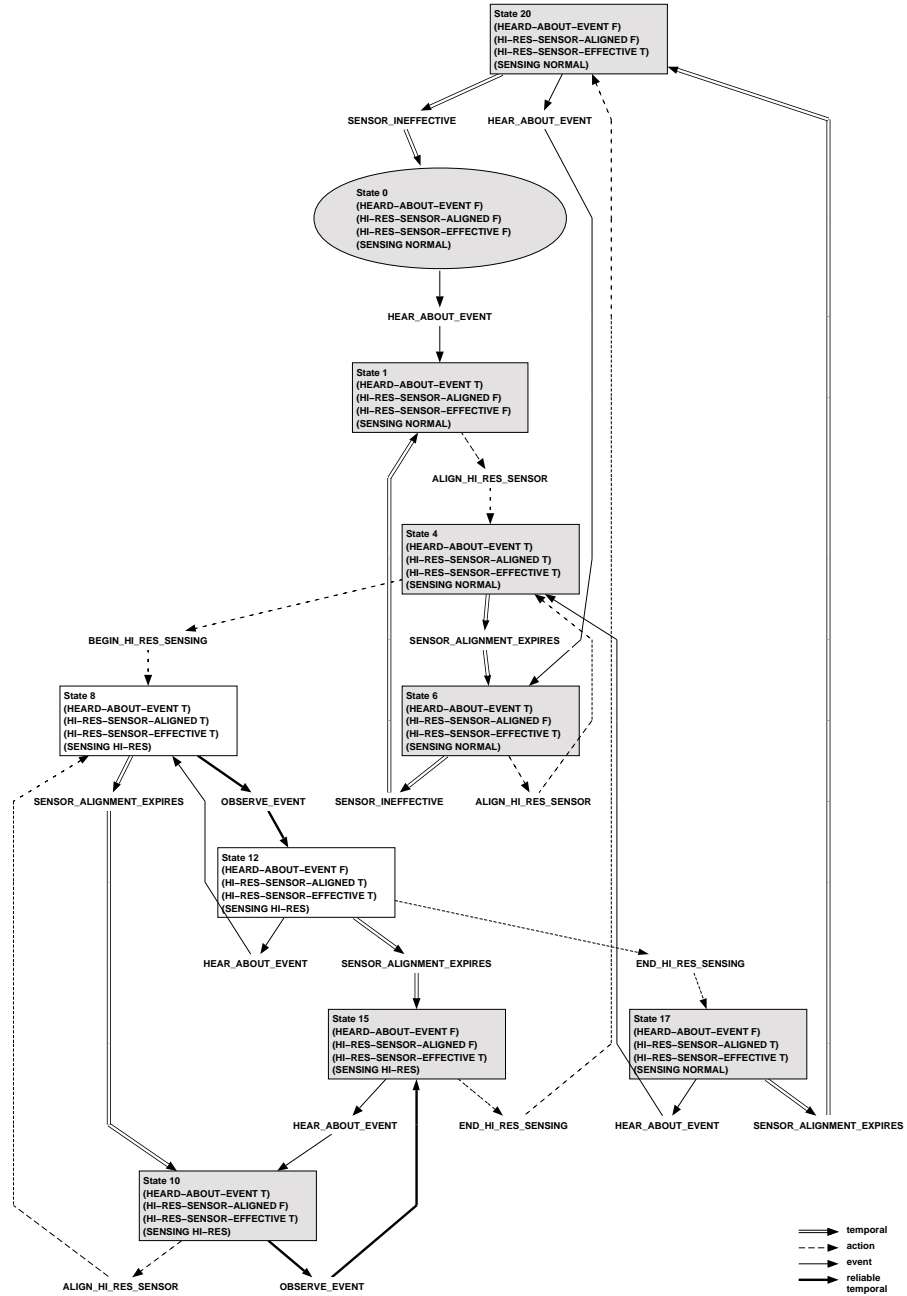 State 20
(HEARD–ABOUT–EVENT F)
(HI–RES–SENSOR–ALIGNED F)
(HI–RES–SENSOR–EFFECTIVE T)
(SENSING NORMAL)
SENSOR_INEFFECTIVE
HEAR_ABOUT_EVENT
State 0
(HEARD–ABOUT–EVENT F)
(HI–RES–SENSOR–ALIGNED F)
(HI–RES–SENSOR–EFFECTIVE F)
(SENSING NORMAL)
HEAR_ABOUT_EVENT
State 1
(HEARD–ABOUT–EVENT T)
(HI–RES–SENSOR–ALIGNED F)
(HI–RES–SENSOR–EFFECTIVE F)
(SENSING NORMAL)
ALIGN_HI_RES_SENSOR
State 4
(HEARD–ABOUT–EVENT T)
(HI–RES–SENSOR–ALIGNED T)
(HI–RES–SENSOR–EFFECTIVE T)
(SENSING NORMAL)
BEGIN_HI_RES_SENSING
SENSOR_ALIGNMENT_EXPIRES
State 8
(HEARD–ABOUT–EVENT T)
(HI–RES–SENSOR–ALIGNED T)
(HI–RES–SENSOR–EFFECTIVE T)
(SENSING HI–RES)
State 6
(HEARD–ABOUT–EVENT T)
(HI–RES–SENSOR–ALIGNED F)
(HI–RES–SENSOR–EFFECTIVE T)
(SENSING NORMAL)
SENSOR_ALIGNMENT_EXPIRES
OBSERVE_EVENT
SENSOR_INEFFECTIVE
ALIGN_HI_RES_SENSOR
State 12
(HEARD–ABOUT–EVENT F)
(HI–RES–SENSOR–ALIGNED T)
(HI–RES–SENSOR–EFFECTIVE T)
(SENSING HI–RES)
HEAR_ABOUT_EVENT
SENSOR_ALIGNMENT_EXPIRES
END_HI_RES_SENSING
State 15
(HEARD–ABOUT–EVENT F)
(HI–RES–SENSOR–ALIGNED F)
(HI–RES–SENSOR–EFFECTIVE T)
(SENSING HI–RES)
State 17
(HEARD–ABOUT–EVENT F)
(HI–RES–SENSOR–ALIGNED T)
(HI–RES–SENSOR–EFFECTIVE T)
(SENSING NORMAL)
HEAR_ABOUT_EVENT
END_HI_RES_SENSING
HEAR_ABOUT_EVENT
SENSOR_ALIGNMENT_EXPIRES
State 10
(HEARD–ABOUT–EVENT T)
(HI–RES–SENSOR–ALIGNED F)
(HI–RES–SENSOR–EFFECTIVE T)
(SENSING HI–RES)
ALIGN_HI_RES_SENSOR
OBSERVE_EVENT
temporal
action
event
reliable
temporal